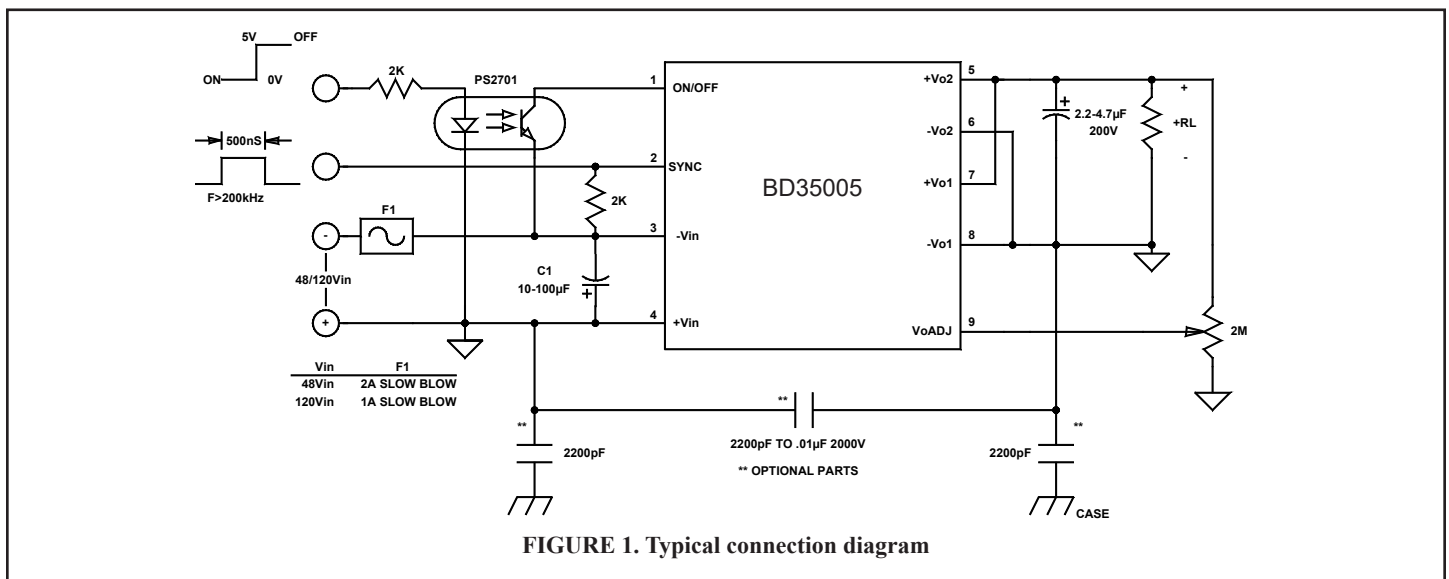 5V OFF
ON 0V
2K
PS2701
500nS
F>200kHz
F1
-
48/120Vin
+
Vin F1
48Vin 2A SLOW BLOW
120Vin 1A SLOW BLOW
2K
C1
10-100µF
+
1 ON/OFF
2 SYNC
3 -Vin
4 +Vin
BD35005
+Vo2 5
-Vo2 6
+Vo1 7
-Vo1 8
VoADJ 9
+
2.2-4.7µF
200V
+
+RL
-
2M
**
2200pF
**
2200pF TO .01µF 2000V
** OPTIONAL PARTS
**
2200pF
CASE
FIGURE 1. Typical connection diagram